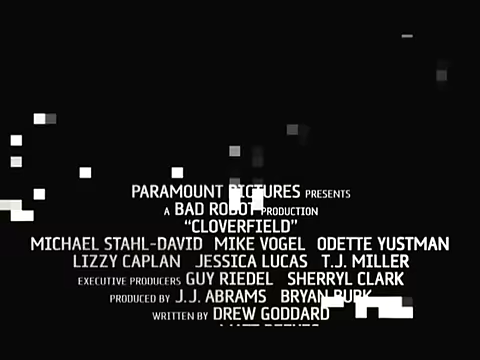 PARAMOUNT PICTURES PRESENTS
A BAD ROBOT PRODUCTION
“CLOVERFIELD”
MICHAEL STAHL-DAVID MIKE VOGEL ODETTE YUSTMAN
LIZZY CAPLAN JESSICA LUCAS T.J. MILLER
EXECUTIVE PRODUCERS GUY RIEDEL SHERRYL CLARK
PRODUCED BY J.J. ABRAMS BRYAN BURK
WRITTEN BY DREW GODDARD